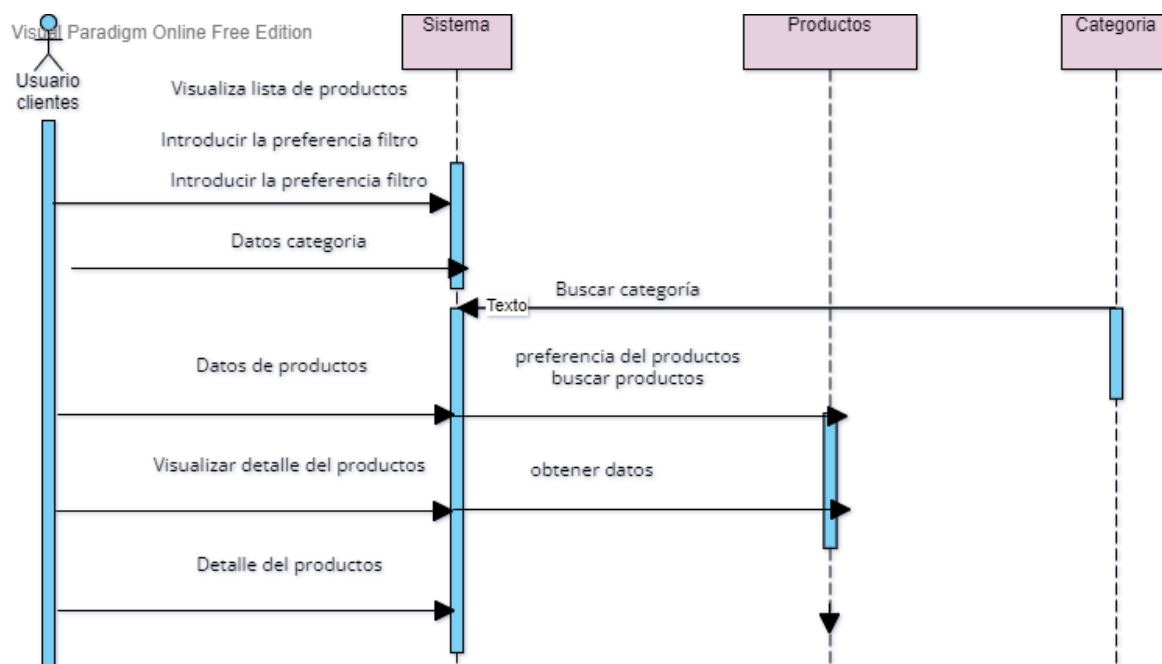 Visual Paradigm Online Free Edition
Sistema
Productos
Categoria
Usuario
clientes
Visualiza lista de productos
Introducir la preferencia filtro
Introducir la preferencia filtro
Datos categoria
Buscar categoría
Texto
Datos de productos
preferencia del productos
buscar productos
Visualizar detalle del productos
obtener datos
Detalle del productos